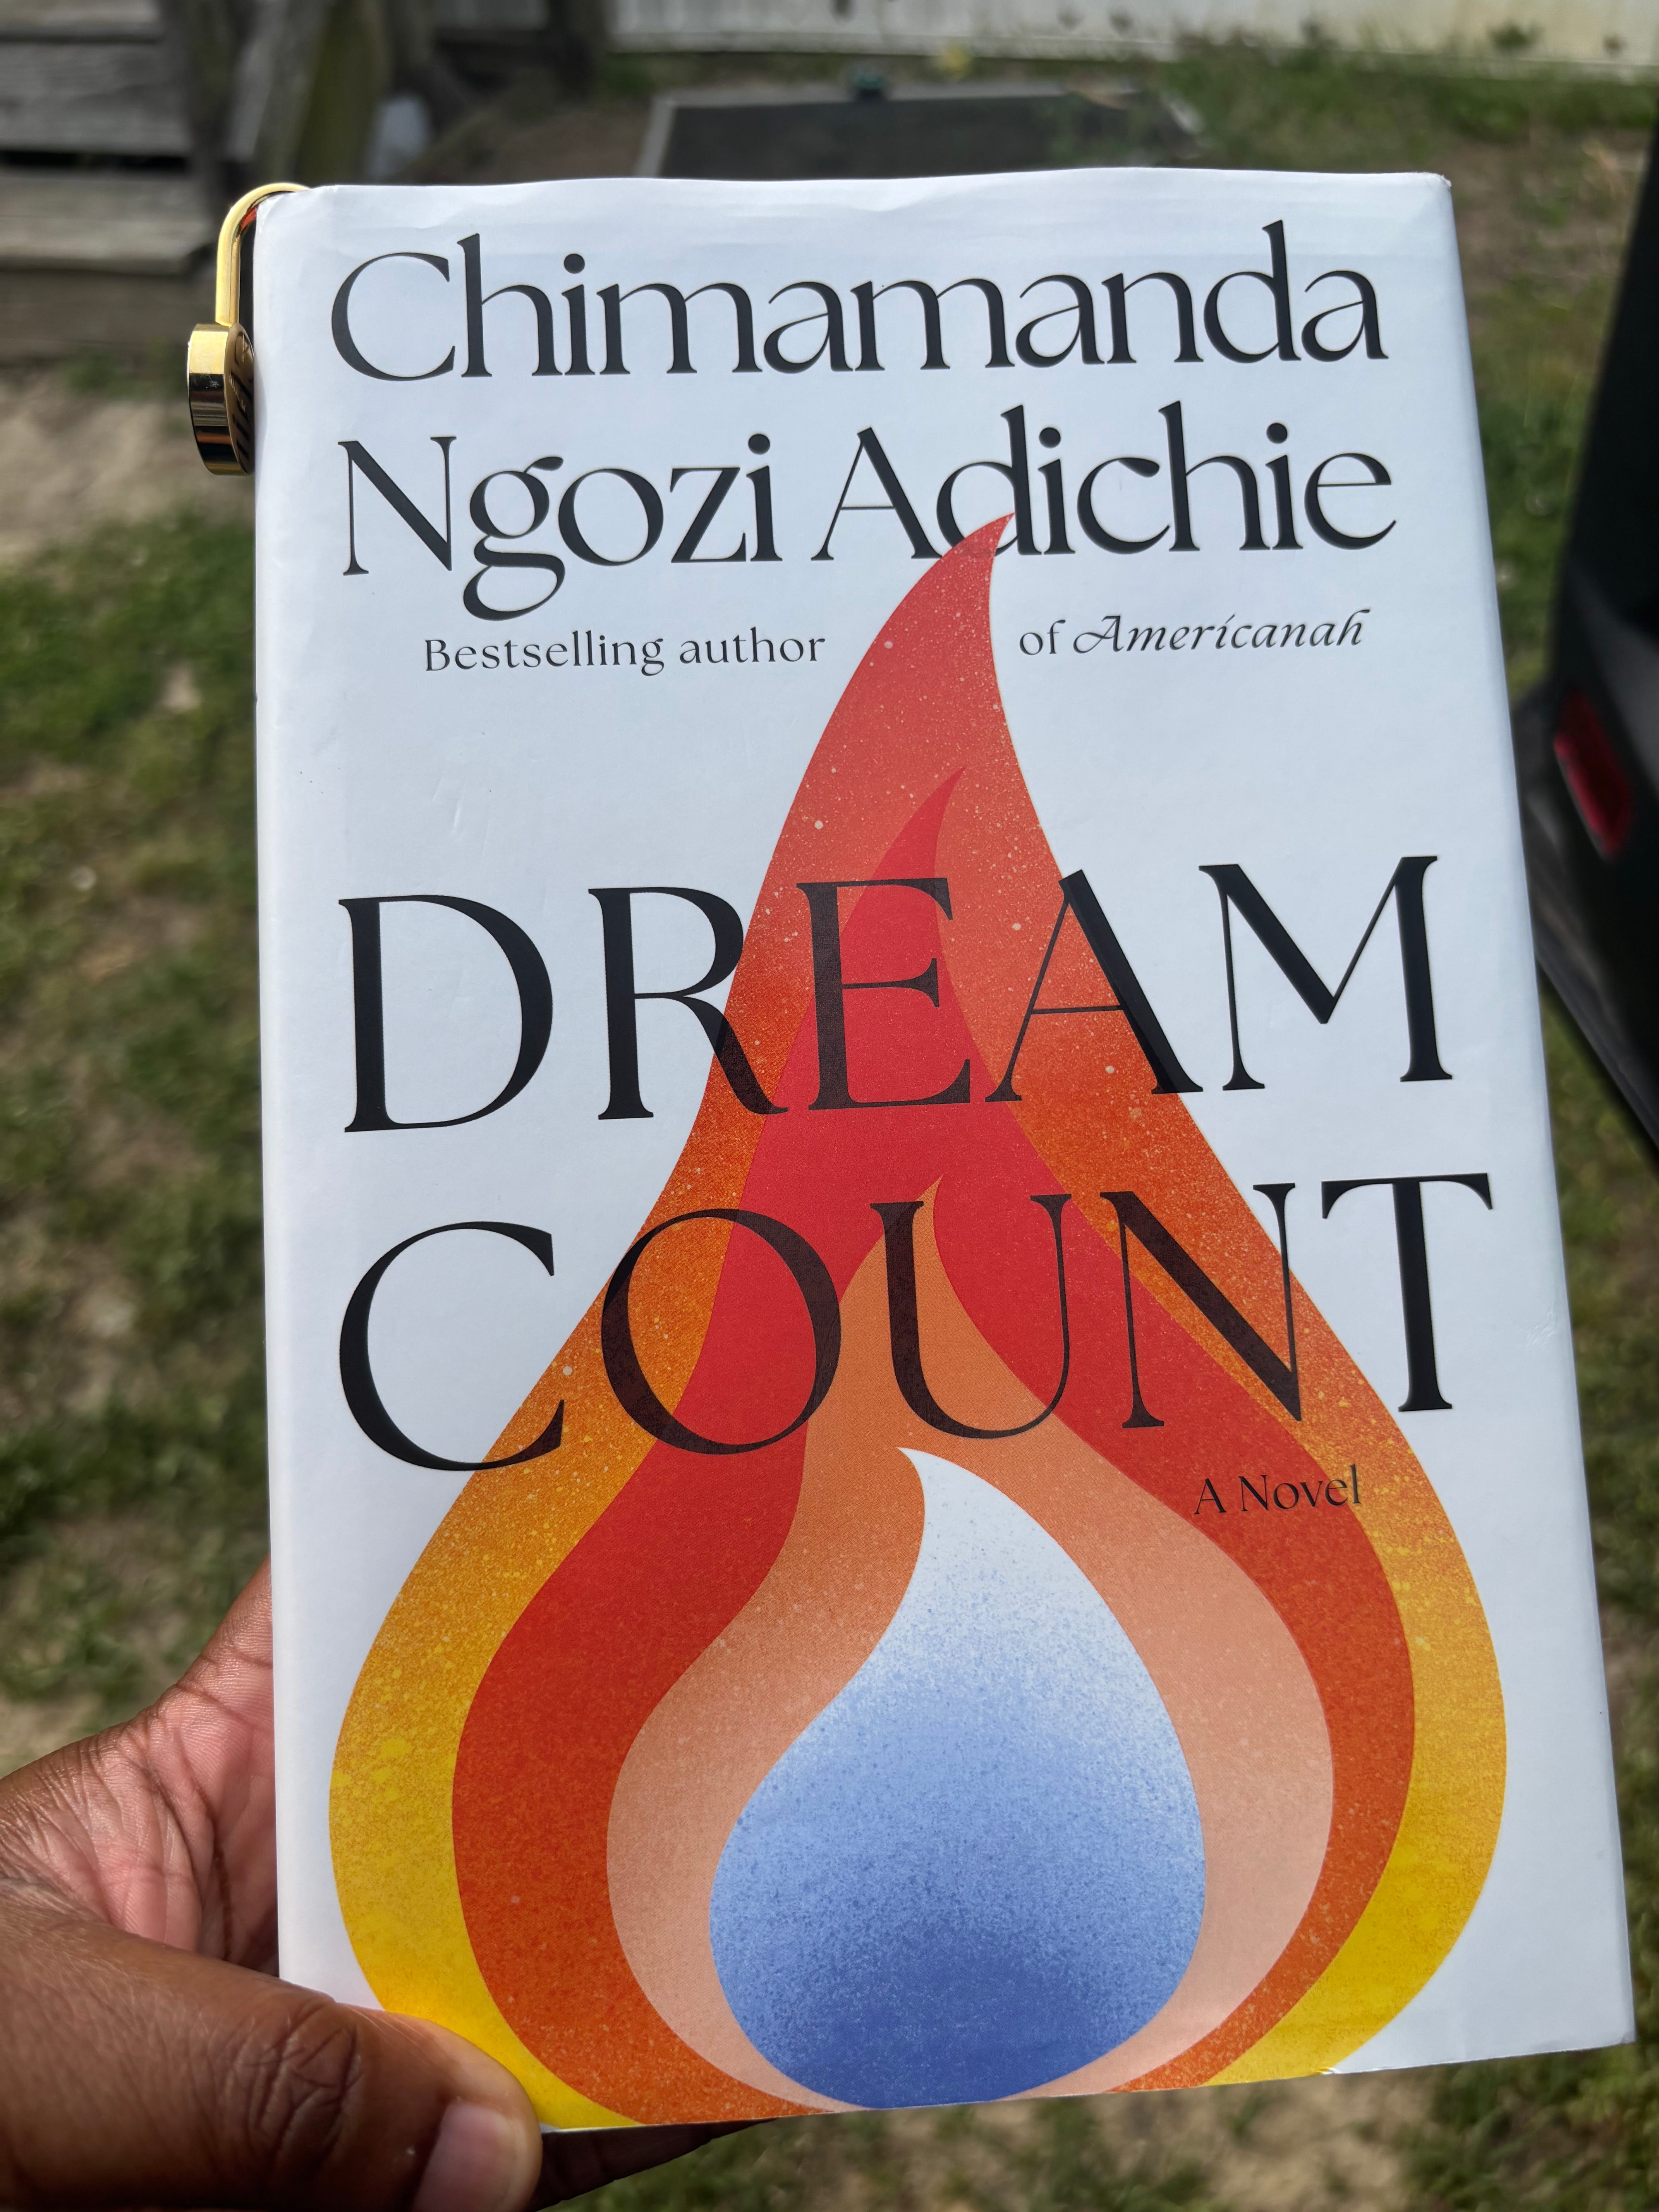 Chimamanda
Ngozi Adichie
Bestselling author of Americanah
DREAM
COUNT
A Novel